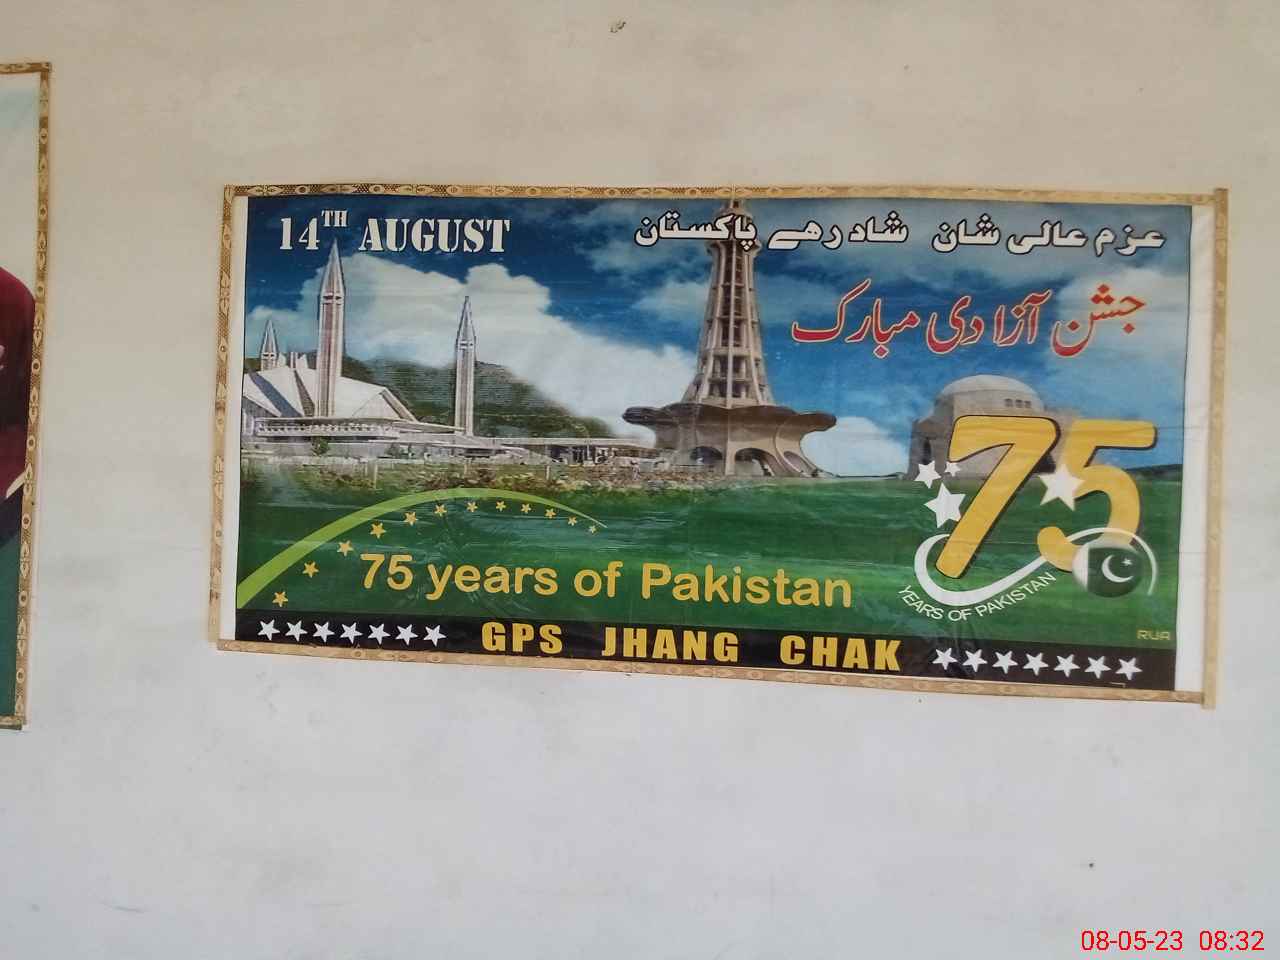 14TH AUGUST
عزم عالی شان شاد رھے پاکستان
جشن آزادی مبارک
75
YEARS OF PAKISTAN
75 years of Pakistan
RUA
GPS JHANG CHAK
08-05-23 08:32